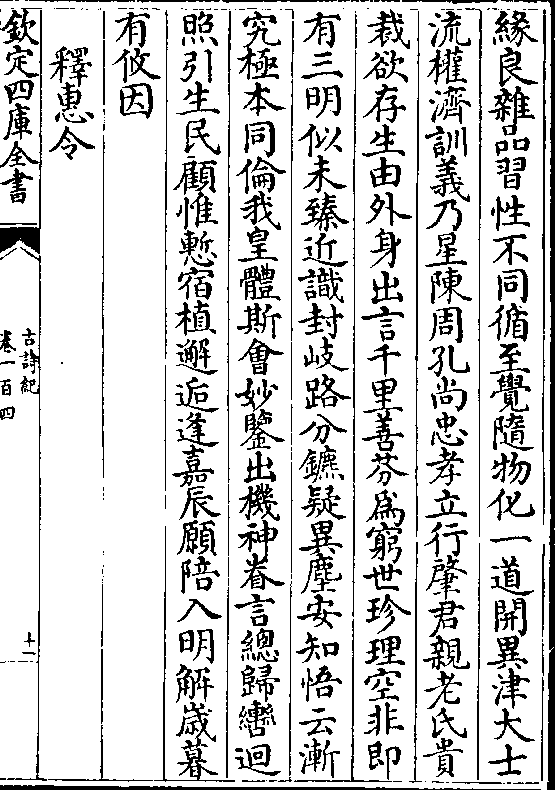 緣良雜品習性不同循至覺隨物化一道開異津大士
流權濟訓義乃星陳周孔尚忠孝立行肇君親老氏貴
裁欲存生由外身出言千里善芬為窮世珍理空非即
有三明似未臻近識封岐路分鑣疑異塵安知悟云漸
究極本同倫我皇體斯會妙鑒出機神眷言總歸轡迴
照引生民顧惟慙宿植邂逅逢嘉辰願陪入明解歳暮
有攸因
釋惠令
欽定四庫全書
古詩紀
卷一百四
十一